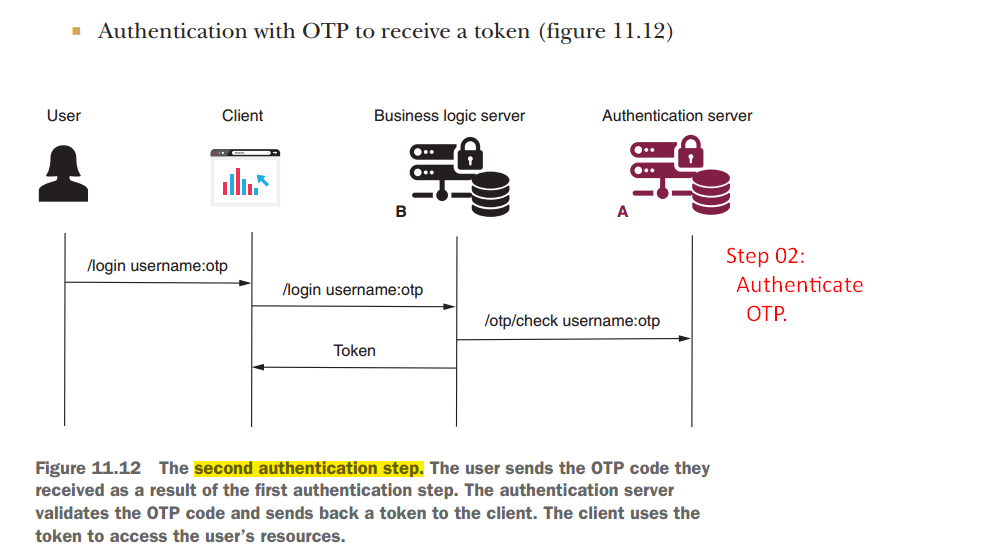 ▪ Authentication with OTP to receive a token (figure 11.12)
User
Client
Business logic server
Authentication server
B
A
/login username:otp
/login username:otp
/otp/check username:otp
Token
Step 02:
Authenticate
OTP.
Figure 11.12 The second authentication step. The user sends the OTP code they
received as a result of the first authentication step. The authentication server
validates the OTP code and sends back a token to the client. The client uses the
token to access the user's resources.